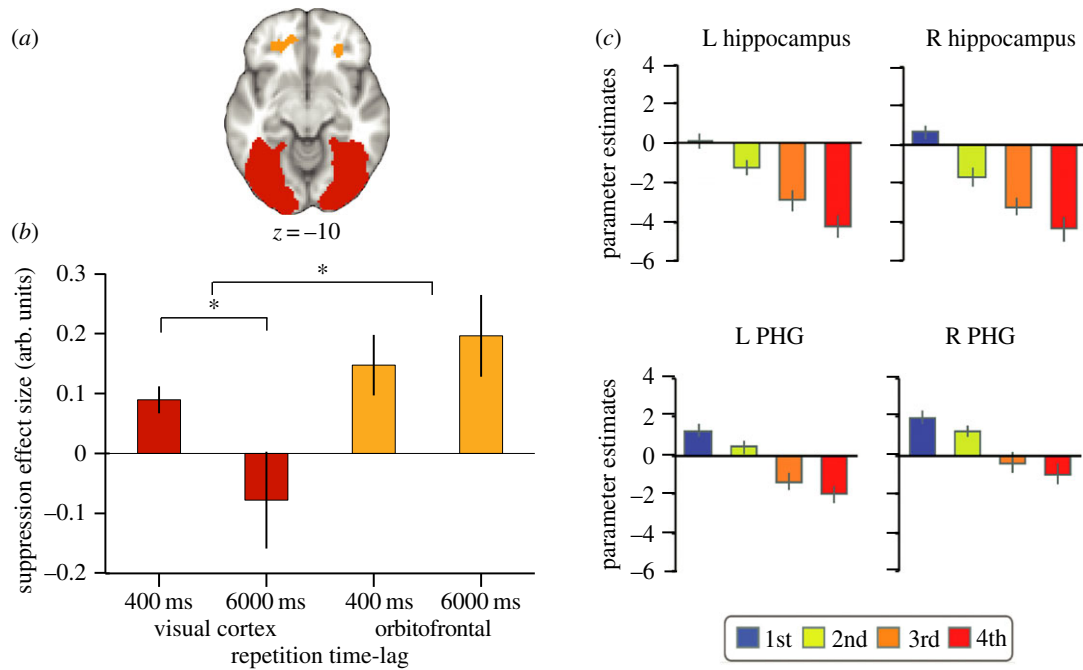 (a)
z = –10
(b)
suppression effect size (arb. units)
0.3
0.2
0.1
0
–0.1
–0.2
*
*
400 ms 6000 ms 400 ms 6000 ms
visual cortex orbitofrontal
repetition time-lag
(c)
L hippocampus R hippocampus
parameter estimates
4
2
0
–2
–4
–6
L PHG R PHG
parameter estimates
4
2
0
–2
–4
–6
1st 2nd 3rd 4th